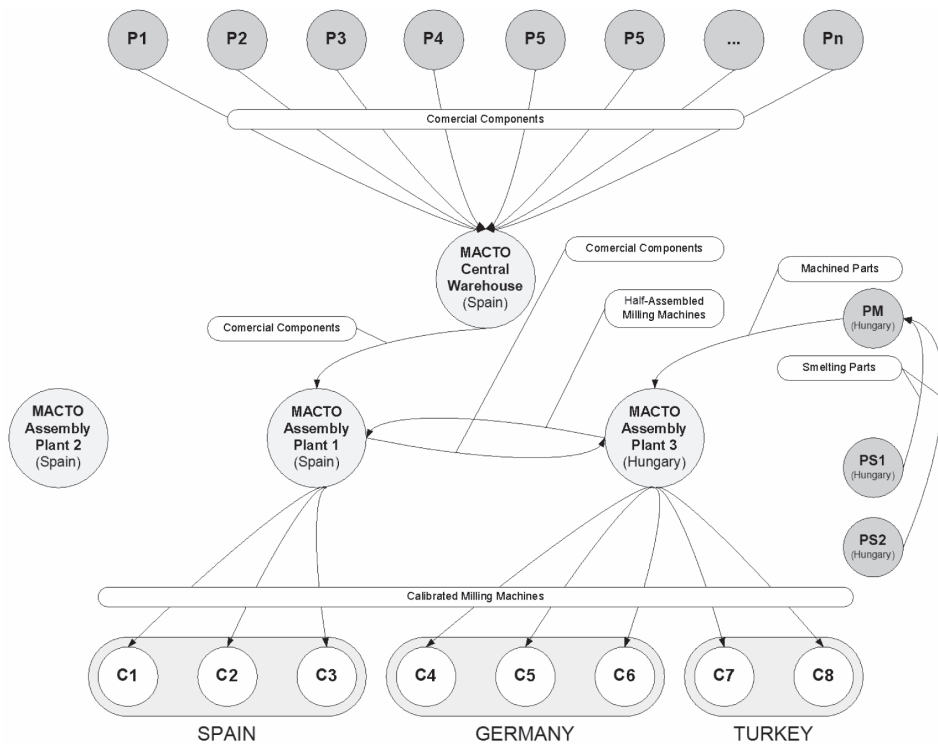 P1
P2
P3
P4
P5
P5
...
Pn
Comercial Components
MACTO
Central
Warehouse
(Spain)
Comercial Components
Machined Parts
Half-Assembled
Milling Machines
PM
(Hungary)
Comercial Components
Smelting Parts
MACTO
Assembly
Plant 2
(Spain)
MACTO
Assembly
Plant 1
(Spain)
MACTO
Assembly
Plant 3
(Hungary)
PS1
(Hungary)
PS2
(Hungary)
Calibrated Milling Machines
C1
C2
C3
C4
C5
C6
C7
C8
SPAIN
GERMANY
TURKEY